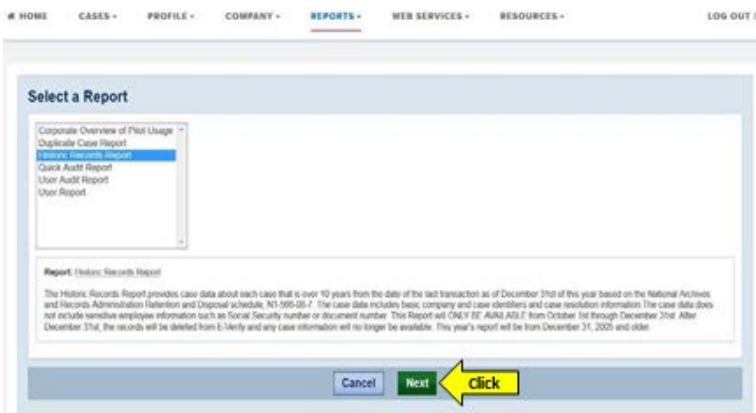 HOME CASES PROFILE COMPANY REPORTS WEB SERVICES RESOURCES LOG OUT
Select a Report
Corporate Overview of Pilot Usage
Duplicate Case Report
Historic Records Report
Quick Audit Report
User Audit Report
User Report
Report: Historic Records Report
The Historic Records Report provides case data about each case that is over 10 years from the date of the last transaction as of December 31st of this year based on the National Archives
and Records Administration Retention and Disposal schedule, N1-566-08-7. The case data includes basic company and case identifiers and case resolution information The case data does
not include sensitive employee information such as Social Security number or document number. This Report will ONLY BE AVAILABLE from October 1st through December 31st. After
December 31st, the records will be deleted from E-Verify and any case information will no longer be available. This year's report will be from December 31, 2005 and older.
Cancel Next Click